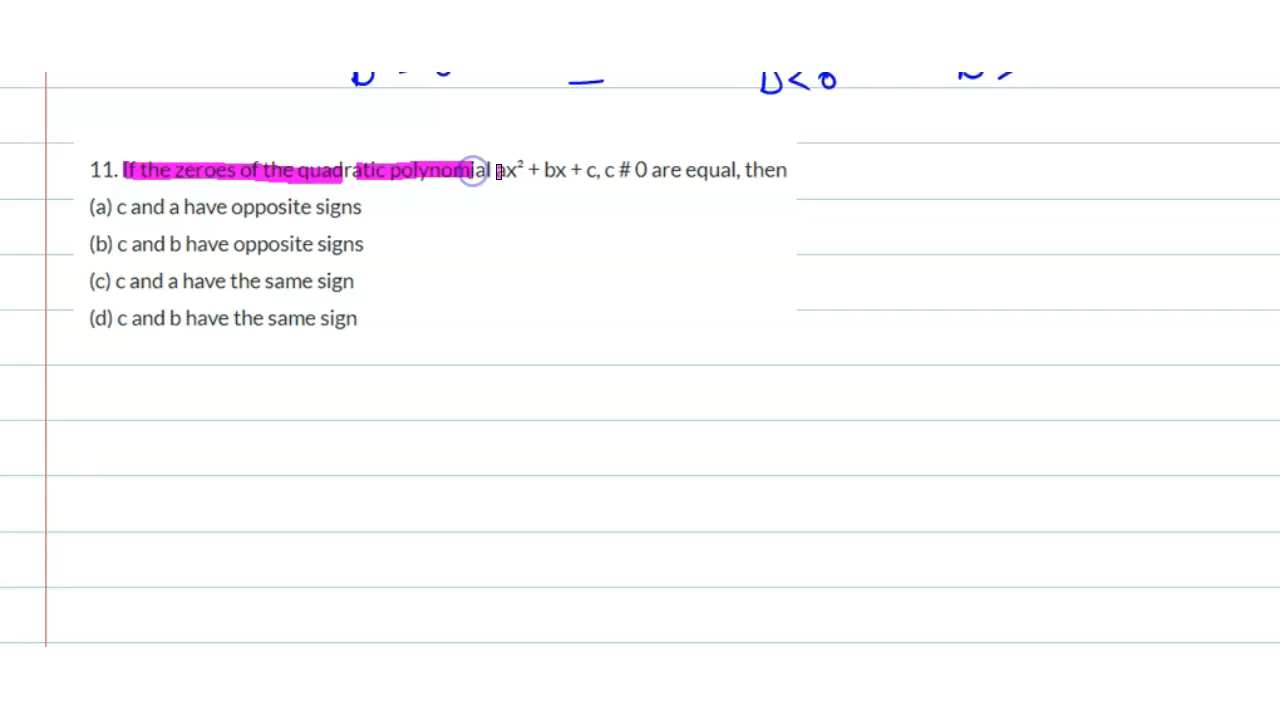 D < 0
11. If the zeroes of the quadratic polynomial ax² + bx + c, c # 0 are equal, then
(a) c and a have opposite signs
(b) c and b have opposite signs
(c) c and a have the same sign
(d) c and b have the same sign